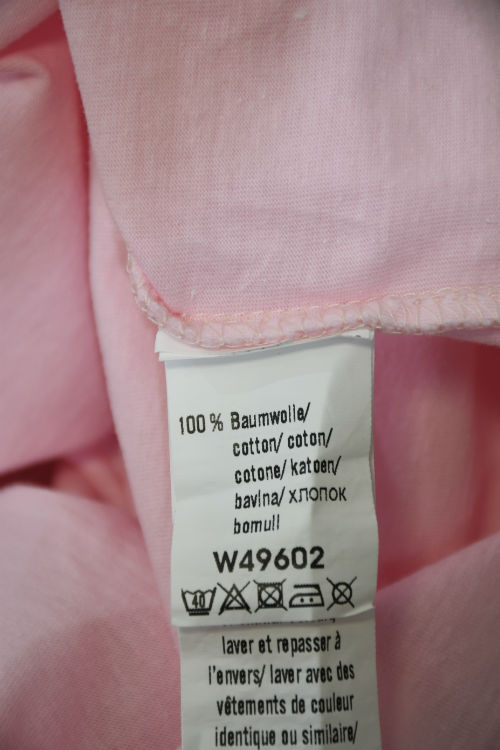 100 % Baumwolle/
cotton/ coton/
cotone/ katoen/
bavlna/ хлопок
bomull
W49602
40
laver et repasser à
l'envers/ laver avec des
vêtements de couleur
identique ou similaire/